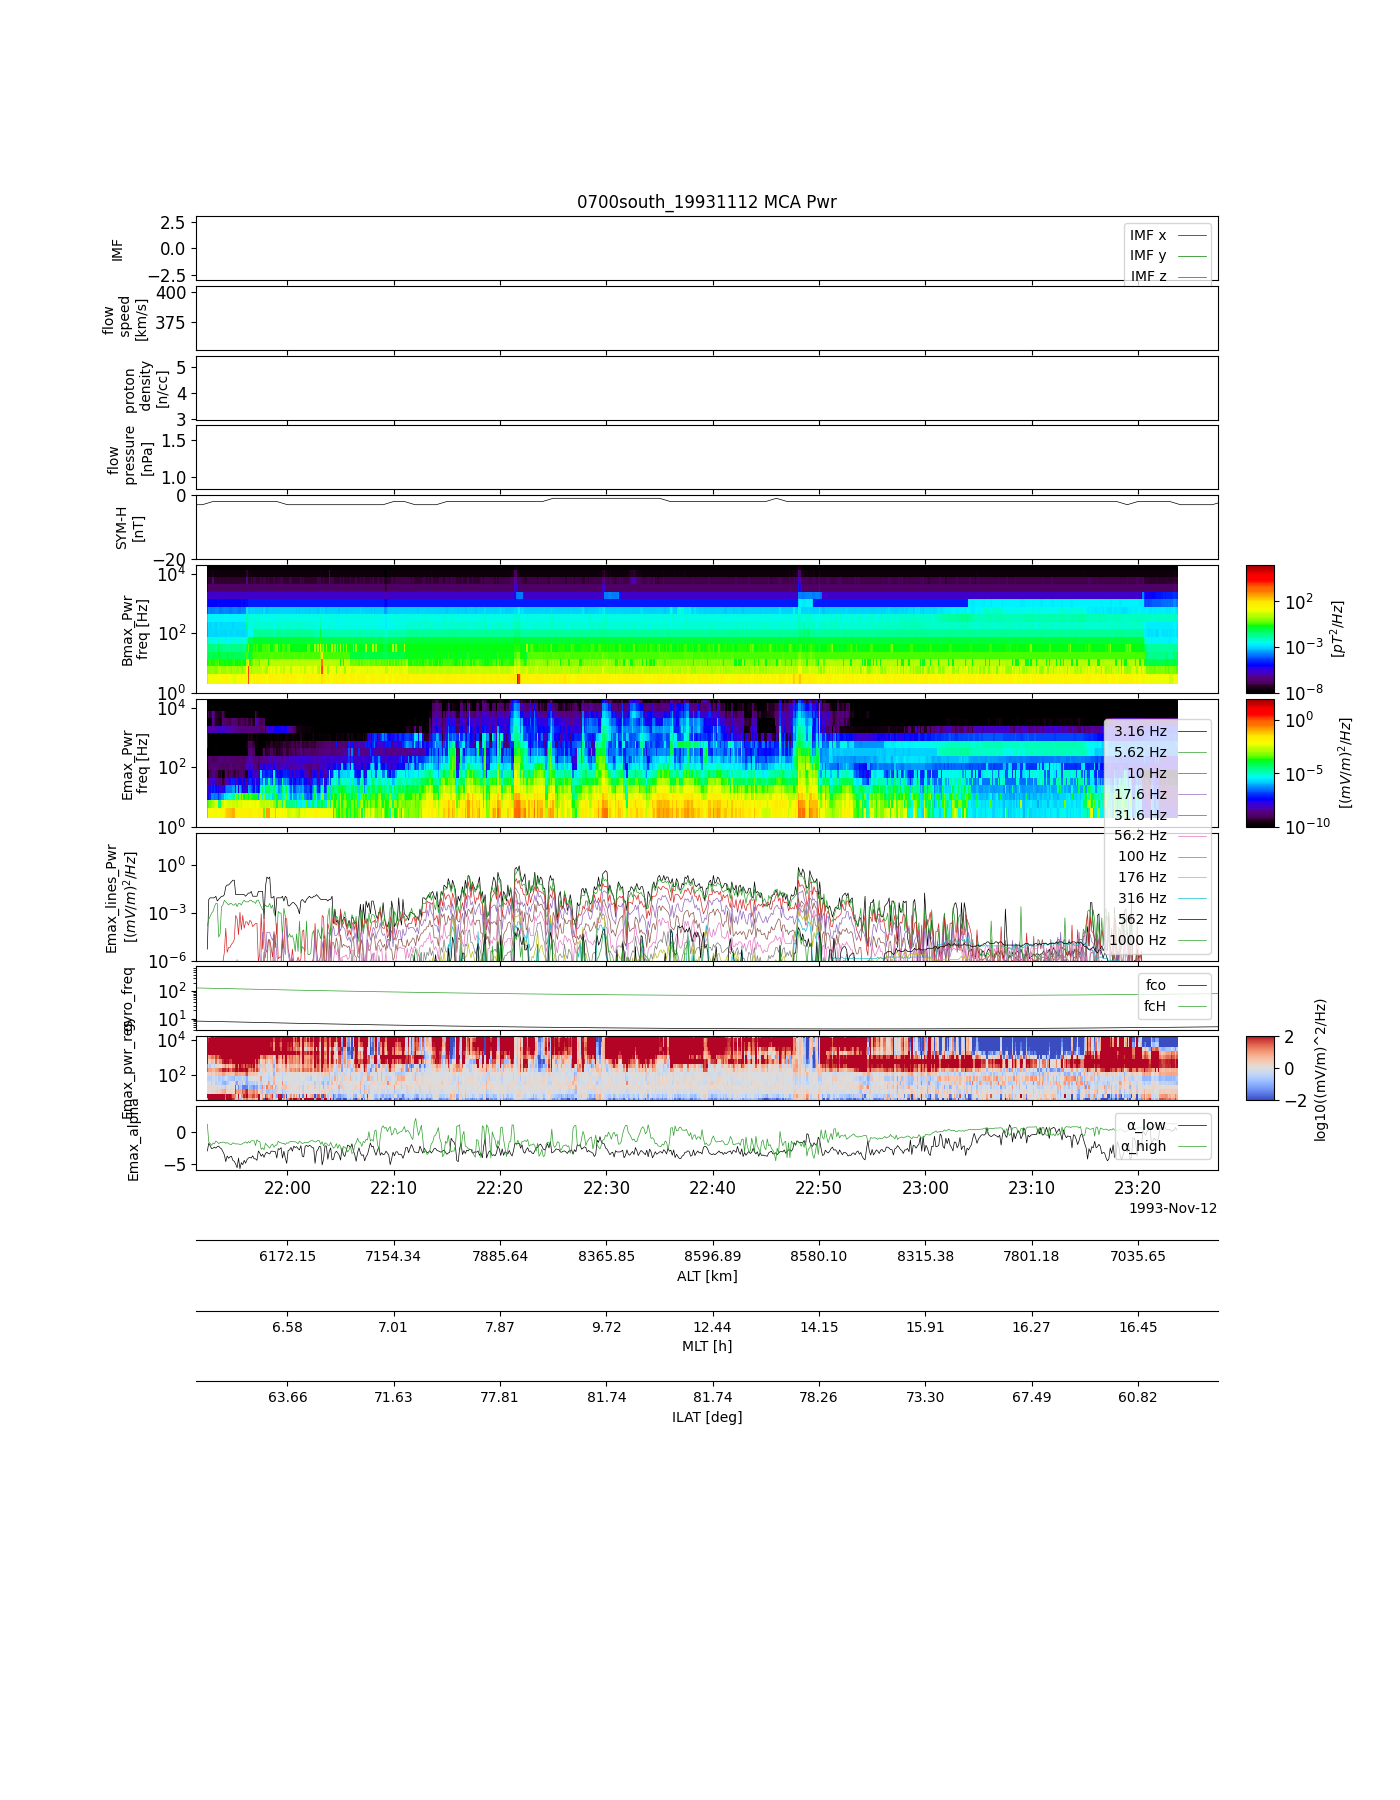 0700south_19931112 MCA Pwr
2.5
0.0
−2.5
IMF
IMF x
IMF y
IMF z
400
375
flow
speed
[km/s]
5
4
3
proton
density
[n/cc]
1.5
1.0
flow
pressure
[nPa]
0
−20
SYM-H
[nT]
10^4
10^2
10^0
Bmax_Pwr
freq [Hz]
10^2
10^−3
10^−8
[pT^2/Hz]
10^4
10^2
10^0
Emax_Pwr
freq [Hz]
10^0
10^−5
10^−10
[(mV/m)^2/Hz]
3.16 Hz
5.62 Hz
10 Hz
17.6 Hz
31.6 Hz
56.2 Hz
100 Hz
176 Hz
316 Hz
562 Hz
1000 Hz
10^0
10^−3
10^−6
Emax_lines_Pwr
[(mV/m)^2/Hz]
10^2
10^1
gyro_freq
fco
fcH
10^4
10^2
2
0
−2
log10((mV/m)^2/Hz)
0
−5
Emax_alpha
α_low
α_high
22:00 22:10 22:20 22:30 22:40 22:50 23:00 23:10 23:20
1993-Nov-12
6172.15 7154.34 7885.64 8365.85 8596.89 8580.10 8315.38 7801.18 7035.65
ALT [km]
6.58 7.01 7.87 9.72 12.44 14.15 15.91 16.27 16.45
MLT [h]
63.66 71.63 77.81 81.74 81.74 78.26 73.30 67.49 60.82
ILAT [deg]